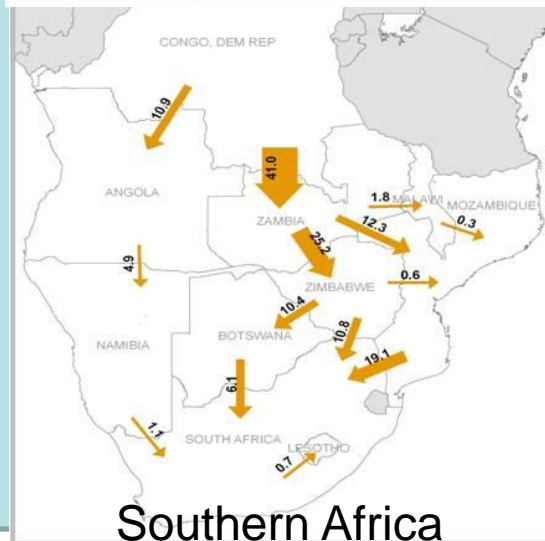 CONGO, DEM REP
10.9
41.0
ANGOLA
1.8
MALAWI
MOZAMBIQUE
ZAMBIA
12.3
0.3
25.2
4.9
0.6
ZIMBABWE
10.4
NAMIBIA
BOTSWANA
10.8
19.1
6.1
1.1
SOUTH AFRICA
LESOTHO
0.7
Southern Africa